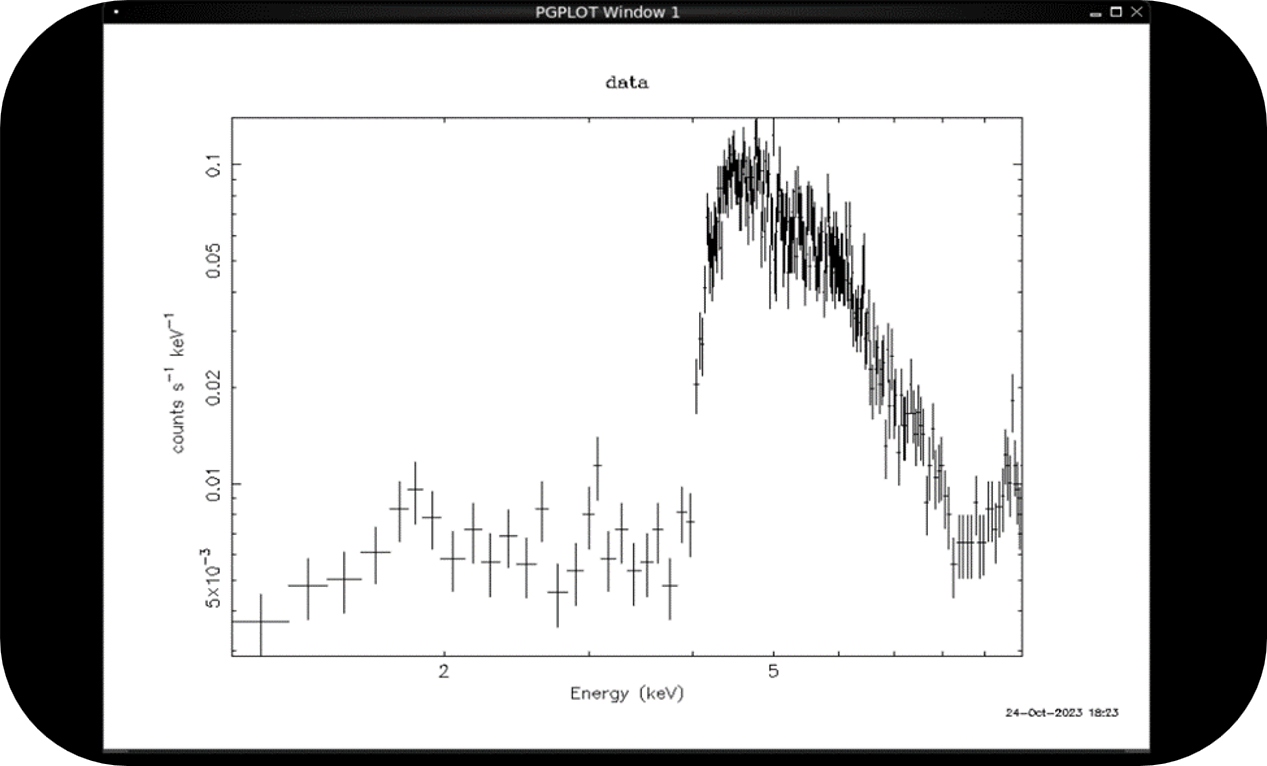 PGPLOT Window 1
data
0.1
0.05
0.02
0.01
5×10⁻³
counts s⁻¹ keV⁻¹
2
5
Energy (keV)
24-Oct-2023 18:23